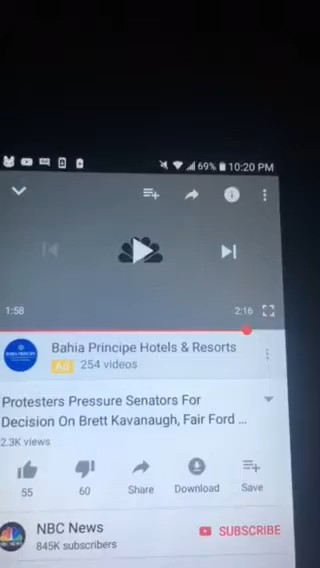 69% 10:20 PM
1:58
2:16
Bahia Principe Hotels & Resorts
Ad 254 videos
Protesters Pressure Senators For
Decision On Brett Kavanaugh, Fair Ford ...
2.3K views
55
60
Share
Download
Save
NBC News
845K subscribers
SUBSCRIBE